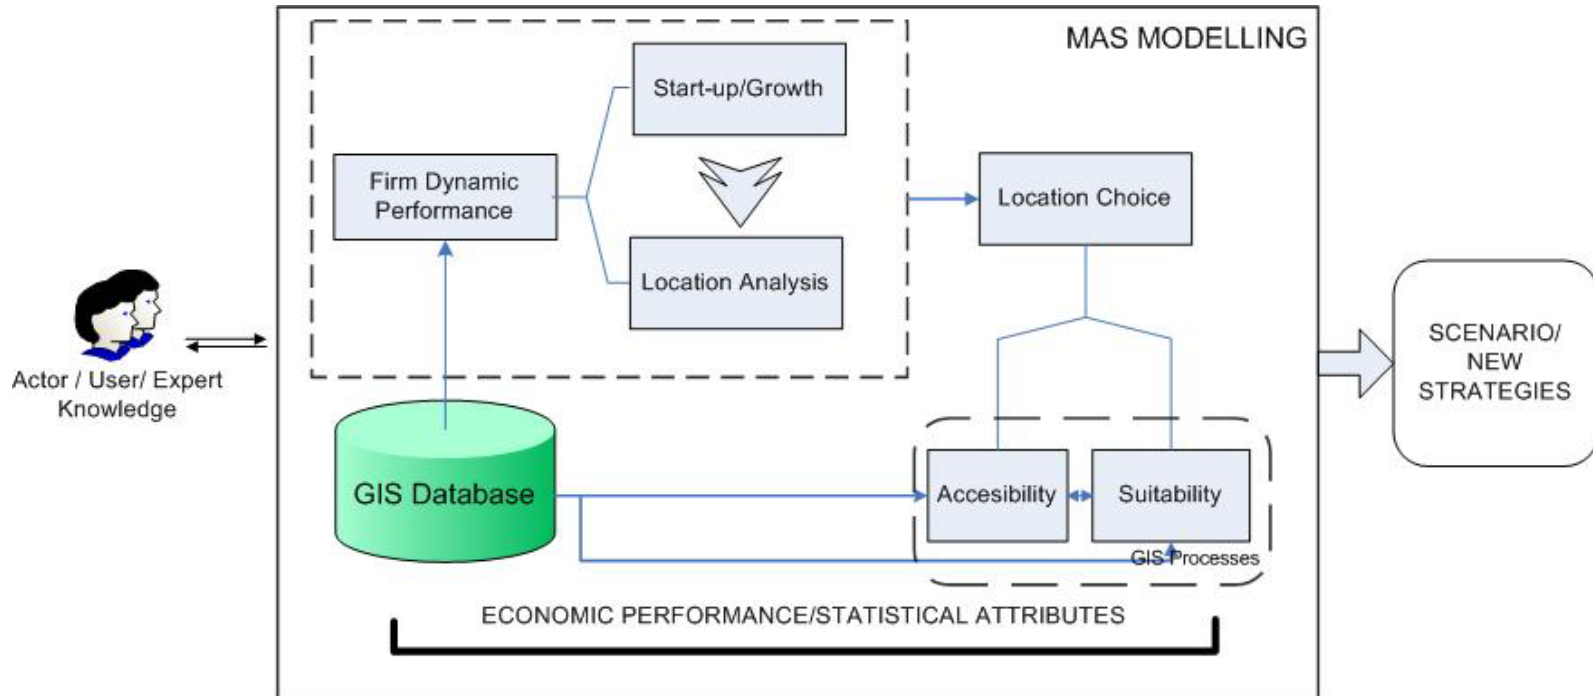 MAS MODELLING
Start-up/Growth
Firm Dynamic
Performance
Location Choice
Location Analysis
Actor / User/ Expert
Knowledge
SCENARIO/
NEW
STRATEGIES
GIS Database
Accesibility
Suitability
GIS Processes
ECONOMIC PERFORMANCE/STATISTICAL ATTRIBUTES